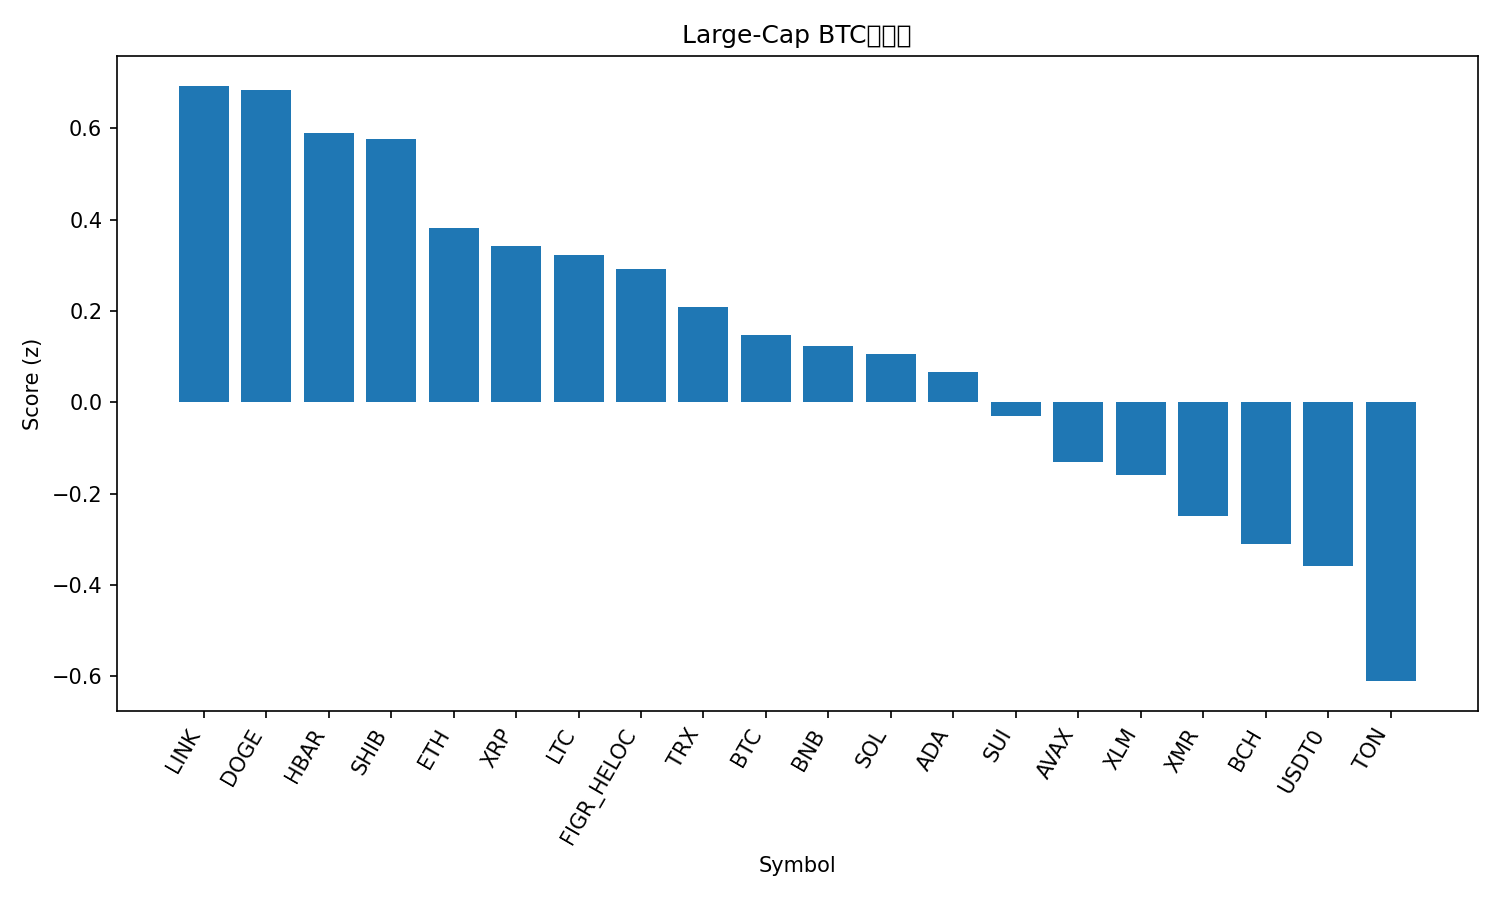 Large-Cap BTC
Score (z)
0.6
0.4
0.2
0.0
−0.2
−0.4
−0.6
LINK
DOGE
HBAR
SHIB
ETH
XRP
LTC
FIGR_HELOC
TRX
BTC
BNB
SOL
ADA
SUI
AVAX
XLM
XMR
BCH
USDT0
TON
Symbol